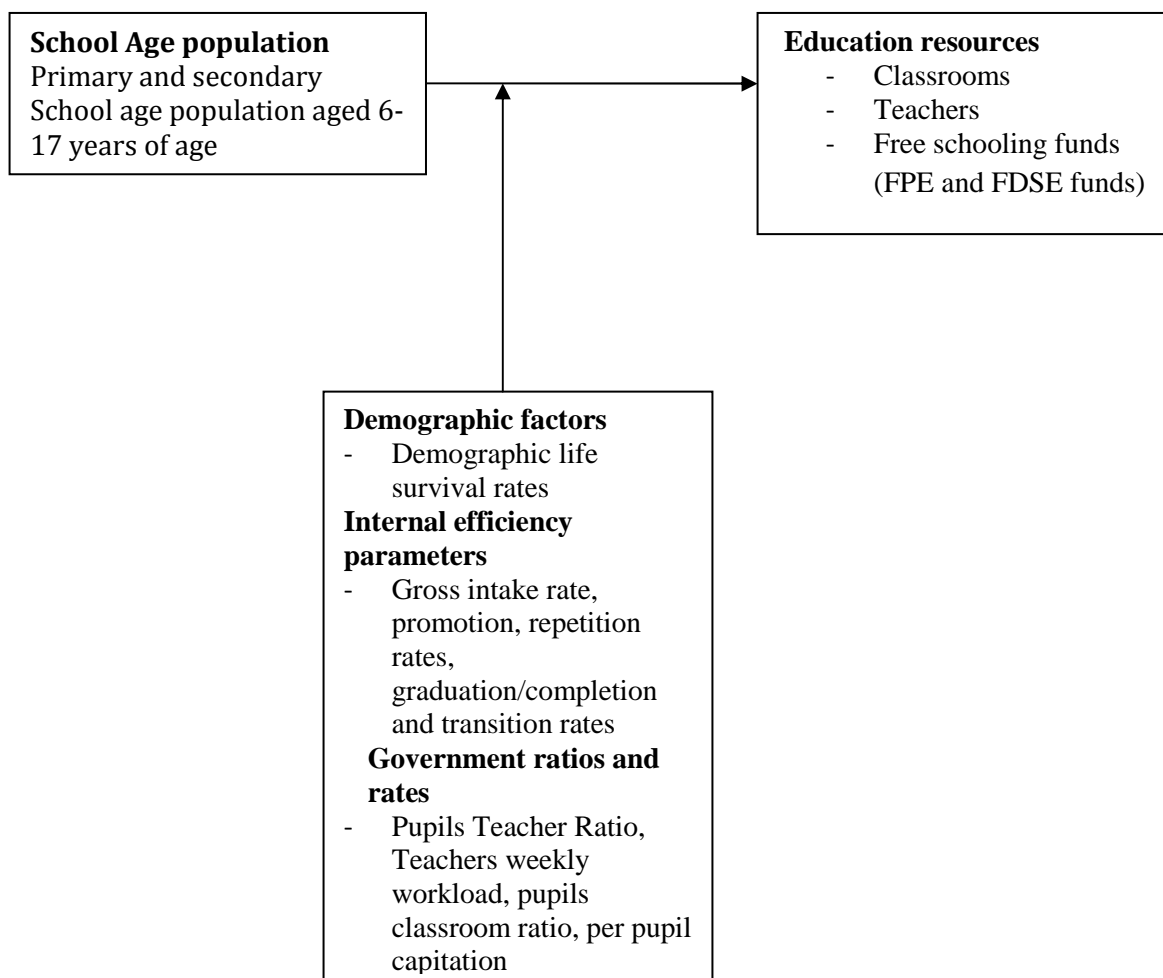 School Age population
Primary and secondary
School age population aged 6-
17 years of age
Education resources
- Classrooms
- Teachers
- Free schooling funds
(FPE and FDSE funds)
Demographic factors
- Demographic life
survival rates
Internal efficiency
parameters
- Gross intake rate,
promotion, repetition
rates,
graduation/completion
and transition rates
Government ratios and
rates
- Pupils Teacher Ratio,
Teachers weekly
workload, pupils
classroom ratio, per pupil
capitation